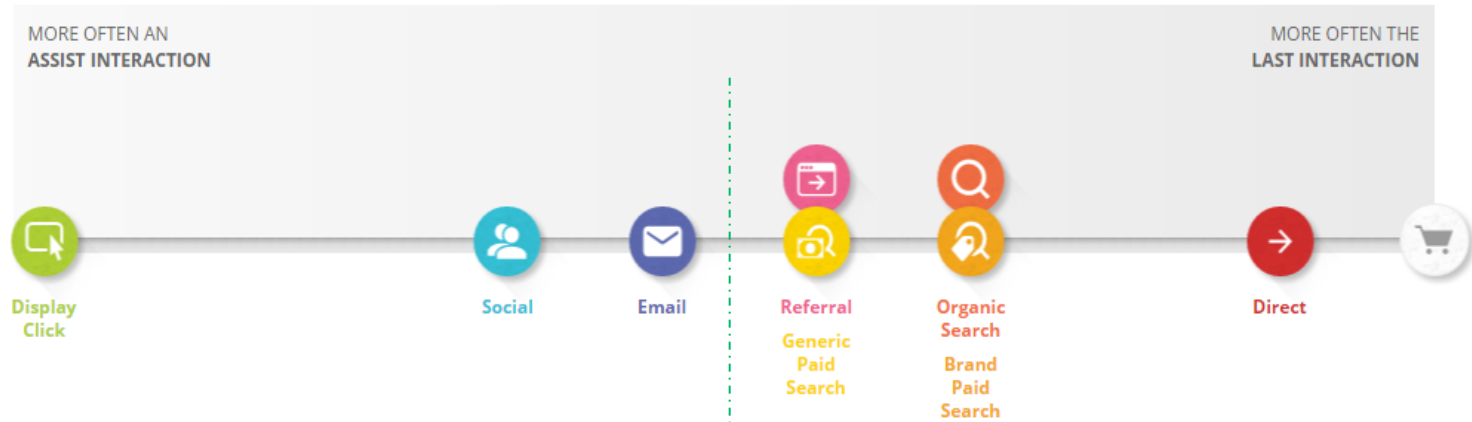 MORE OFTEN AN
ASSIST INTERACTION
MORE OFTEN THE
LAST INTERACTION
Display
Click
Social
Email
Referral
Generic
Paid
Search
Organic
Search
Brand
Paid
Search
Direct